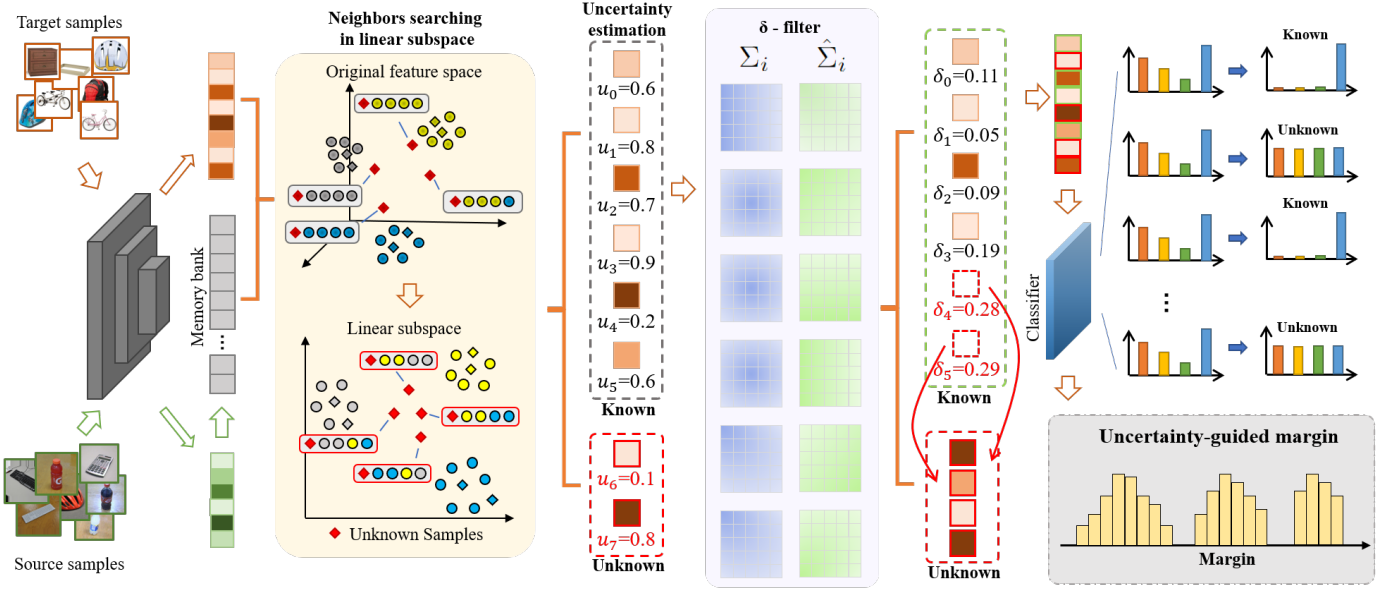 Target samples
Memory bank
...
Source samples
Neighbors searching
in linear subspace
Original feature space
Linear subspace
Unknown Samples
Uncertainty
estimation
u₀=0.6
u₁=0.8
u₂=0.7
u₃=0.9
u₄=0.2
u₅=0.6
Known
u₆=0.1
u₇=0.8
Unknown
δ - filter
Σᵢ Σ̂ᵢ
δ₀=0.11
δ₁=0.05
δ₂=0.09
δ₃=0.19
δ₄=0.28
δ₅=0.29
Known
Unknown
Classifier
Known
Unknown
Known
...
Unknown
Uncertainty-guided margin
Margin